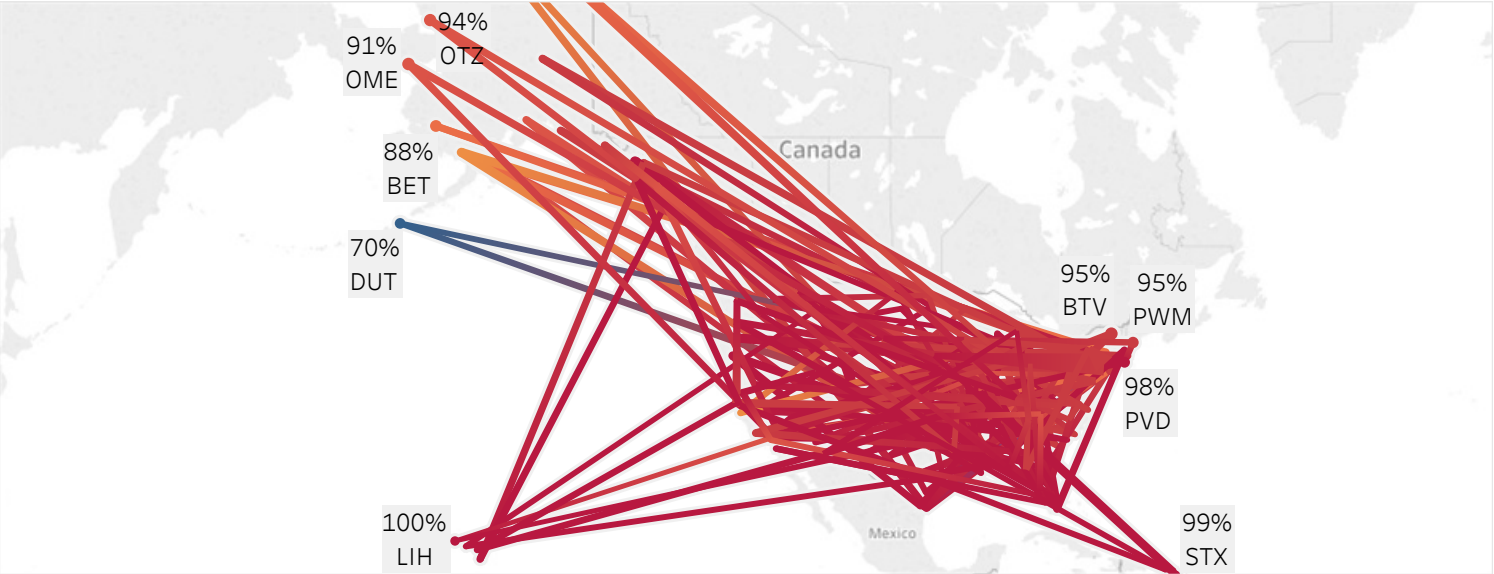 94%
OTZ
91%
OME
88%
BET
Canada
70%
DUT
95%
BTV
95%
PWM
98%
PVD
100%
LIH
Mexico
99%
STX